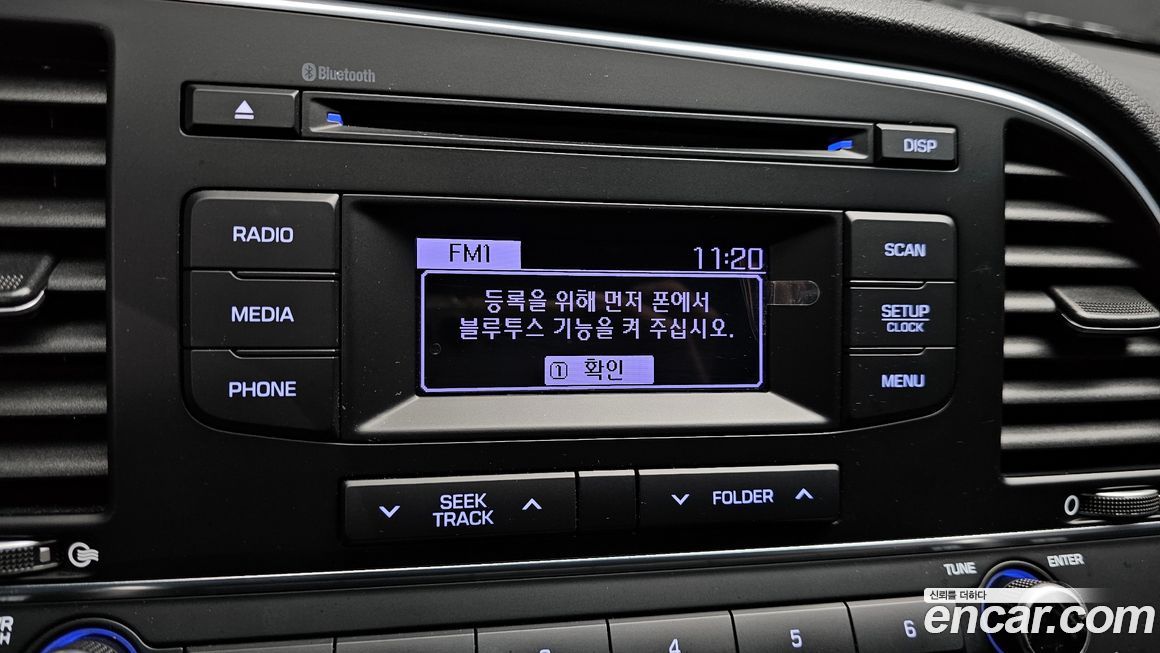 Bluetooth
DISP
RADIO
FM1
11:20
SCAN
등록을 위해 먼저 폰에서
블루투스 기능을 켜 주십시오.
MEDIA
SETUP
CLOCK
① 확인
PHONE
MENU
SEEK
TRACK
FOLDER
0
TUNE
ENTER
신뢰를 더하다
encar.com
4
5
6